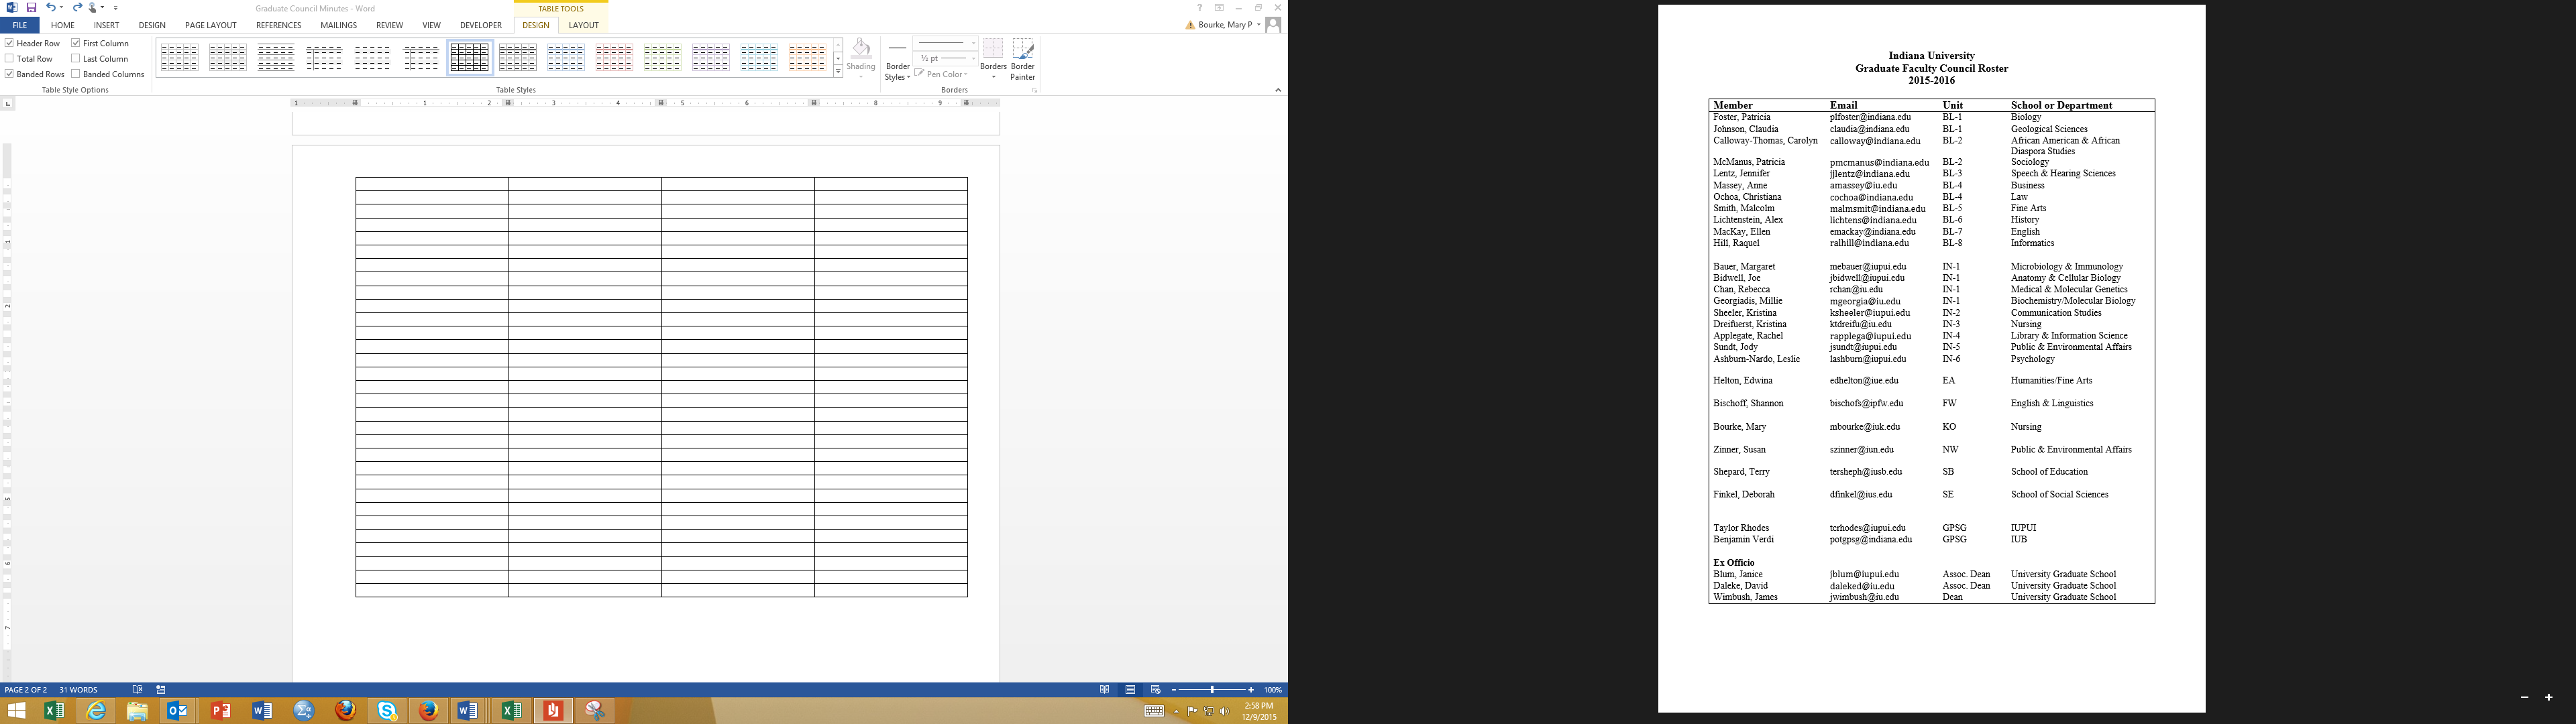 Graduate Council Minutes - Word
TABLE TOOLS
FILE HOME INSERT DESIGN PAGE LAYOUT REFERENCES MAILINGS REVIEW VIEW DEVELOPER DESIGN LAYOUT
Bourke, Mary P
Header Row First Column
Total Row Last Column
Banded Rows Banded Columns
Table Style Options
Table Styles
Shading
Border Styles
½ pt
Pen Color
Borders
Border Painter
Borders
PAGE 2 OF 2 31 WORDS
100%
2:58 PM
12/9/2015
Indiana University
Graduate Faculty Council Roster
2015-2016
Member Email Unit School or Department
Foster, Patricia plfoster@indiana.edu BL-1 Biology
Johnson, Claudia claudia@indiana.edu BL-1 Geological Sciences
Calloway-Thomas, Carolyn calloway@indiana.edu BL-2 African American & African
Diaspora Studies
McManus, Patricia pmcmanus@indiana.edu BL-2 Sociology
Lentz, Jennifer jjlentz@indiana.edu BL-3 Speech & Hearing Sciences
Massey, Anne amassey@iu.edu BL-4 Business
Ochoa, Christiana cochoa@indiana.edu BL-4 Law
Smith, Malcolm malmsmit@indiana.edu BL-5 Fine Arts
Lichtenstein, Alex lichtens@indiana.edu BL-6 History
MacKay, Ellen emackay@indiana.edu BL-7 English
Hill, Raquel ralhill@indiana.edu BL-8 Informatics
Bauer, Margaret mebauer@iupui.edu IN-1 Microbiology & Immunology
Bidwell, Joe jbidwell@iupui.edu IN-1 Anatomy & Cellular Biology
Chan, Rebecca rchan@iu.edu IN-1 Medical & Molecular Genetics
Georgiadis, Millie mgeorgia@iu.edu IN-1 Biochemistry/Molecular Biology
Sheeler, Kristina ksheeler@iupui.edu IN-2 Communication Studies
Dreifuerst, Kristina ktdreifu@iu.edu IN-3 Nursing
Applegate, Rachel rapplega@iupui.edu IN-4 Library & Information Science
Sundt, Jody jsundt@iupui.edu IN-5 Public & Environmental Affairs
Ashburn-Nardo, Leslie lashburn@iupui.edu IN-6 Psychology
Helton, Edwina edhelton@iue.edu EA Humanities/Fine Arts
Bischoff, Shannon bischofs@ipfw.edu FW English & Linguistics
Bourke, Mary mbourke@iuk.edu KO Nursing
Zinner, Susan szinner@iun.edu NW Public & Environmental Affairs
Shepard, Terry tersheph@iusb.edu SB School of Education
Finkel, Deborah dfinkel@ius.edu SE School of Social Sciences
Taylor Rhodes tcrhodes@iupui.edu GPSG IUPUI
Benjamin Verdi potgpsg@indiana.edu GPSG IUB
Ex Officio
Blum, Janice jblum@iupui.edu Assoc. Dean University Graduate School
Daleke, David daleked@iu.edu Assoc. Dean University Graduate School
Wimbush, James jwimbush@iu.edu Dean University Graduate School